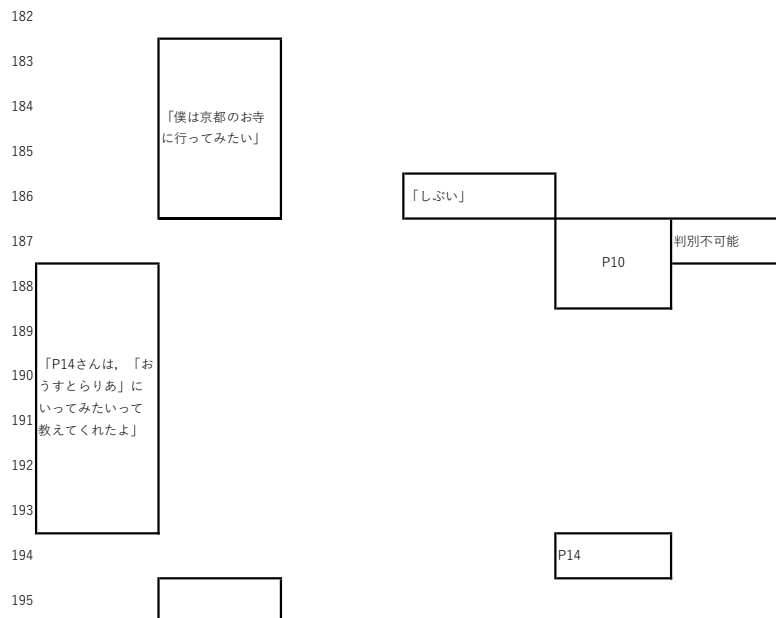 182
183
184
「僕は京都のお寺
に行ってみたい」
185
186
「しぶい」
187
判別不可能
P10
188
189
190
「P14さんは，「お
うすとらりあ」に
いってみたいって
教えてくれたよ」
191
192
193
194
P14
195